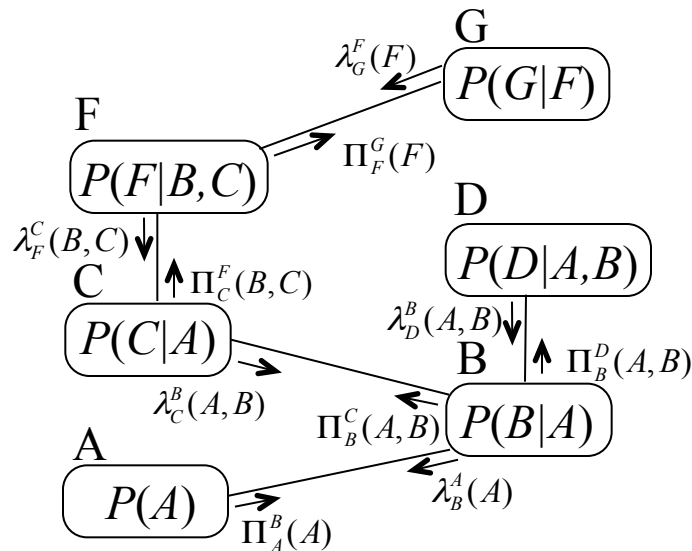 G
λ_G^F(F)
P(G|F)
F
Π_F^G(F)
P(F|B,C)
D
λ_F^C(B,C)
P(D|A,B)
C
Π_C^F(B,C)
λ_D^B(A,B)
P(C|A)
B
Π_B^D(A,B)
λ_C^B(A,B)
Π_B^C(A,B)
P(B|A)
A
λ_B^A(A)
P(A)
Π_A^B(A)